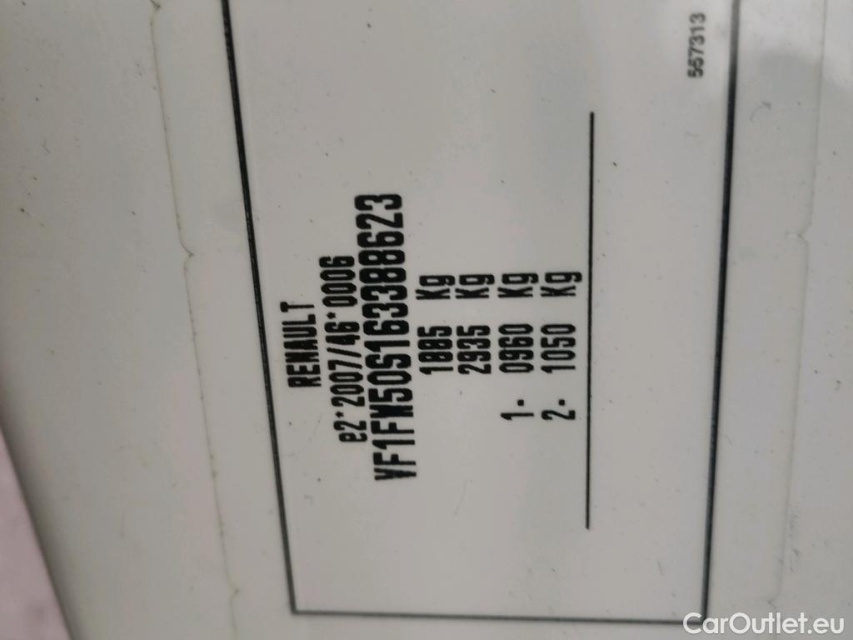 RENAULT
e2*2007/46*0006
VF1FW50S163388623
1885 Kg
2935 Kg
1- 0960 Kg
2- 1050 Kg
557313
CarOutlet.eu